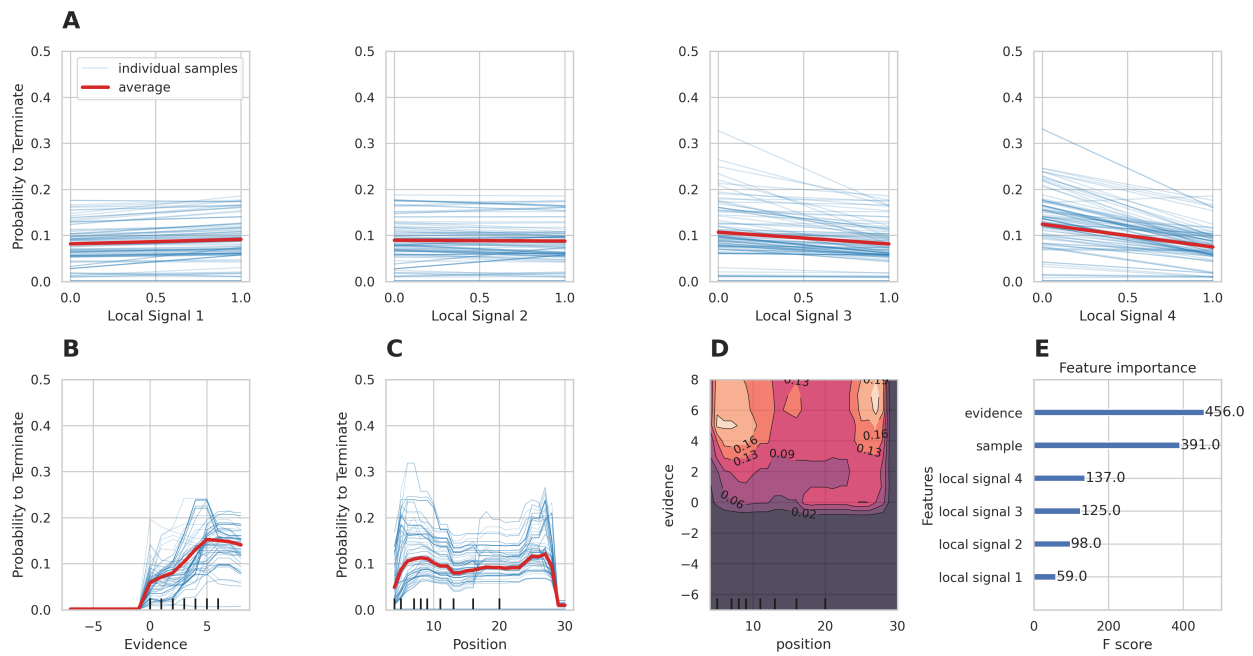 A
0.5
0.4
0.3
0.2
0.1
0.0
0.0 0.5 1.0
Probability to Terminate
Local Signal 1
individual samples
average
0.5
0.4
0.3
0.2
0.1
0.0
0.0 0.5 1.0
Local Signal 2
0.5
0.4
0.3
0.2
0.1
0.0
0.0 0.5 1.0
Local Signal 3
0.5
0.4
0.3
0.2
0.1
0.0
0.0 0.5 1.0
Local Signal 4
B
0.5
0.4
0.3
0.2
0.1
0.0
−5 5
Probability to Terminate
Evidence
C
0.5
0.4
0.3
0.2
0.1
0.0
10 20 30
Probability to Terminate
Position
D
8
6
4
2
0
−2
−4
−6
10 20 30
evidence
position
0.13
0.19
0.16
0.16
0.13
0.13
0.09
0.06
0.02
E
Feature importance
Features
evidence 456.0
sample 391.0
local signal 4 137.0
local signal 3 125.0
local signal 2 98.0
local signal 1 59.0
0 200 400
F score